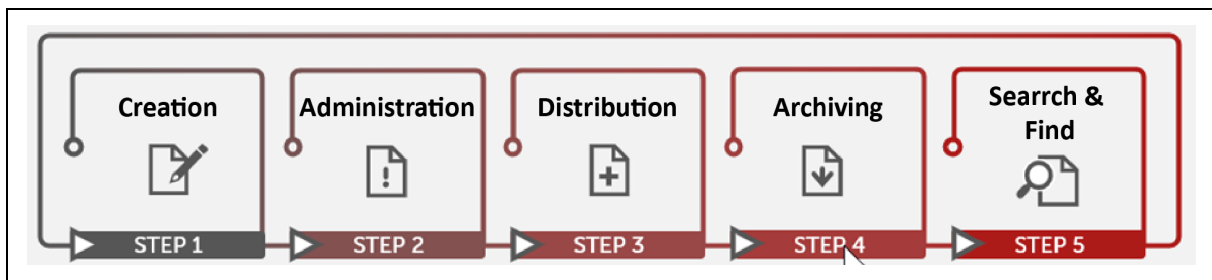 Creation
Administration
Distribution
Archiving
Searrch &
Find
STEP 1
STEP 2
STEP 3
STEP 4
STEP 5